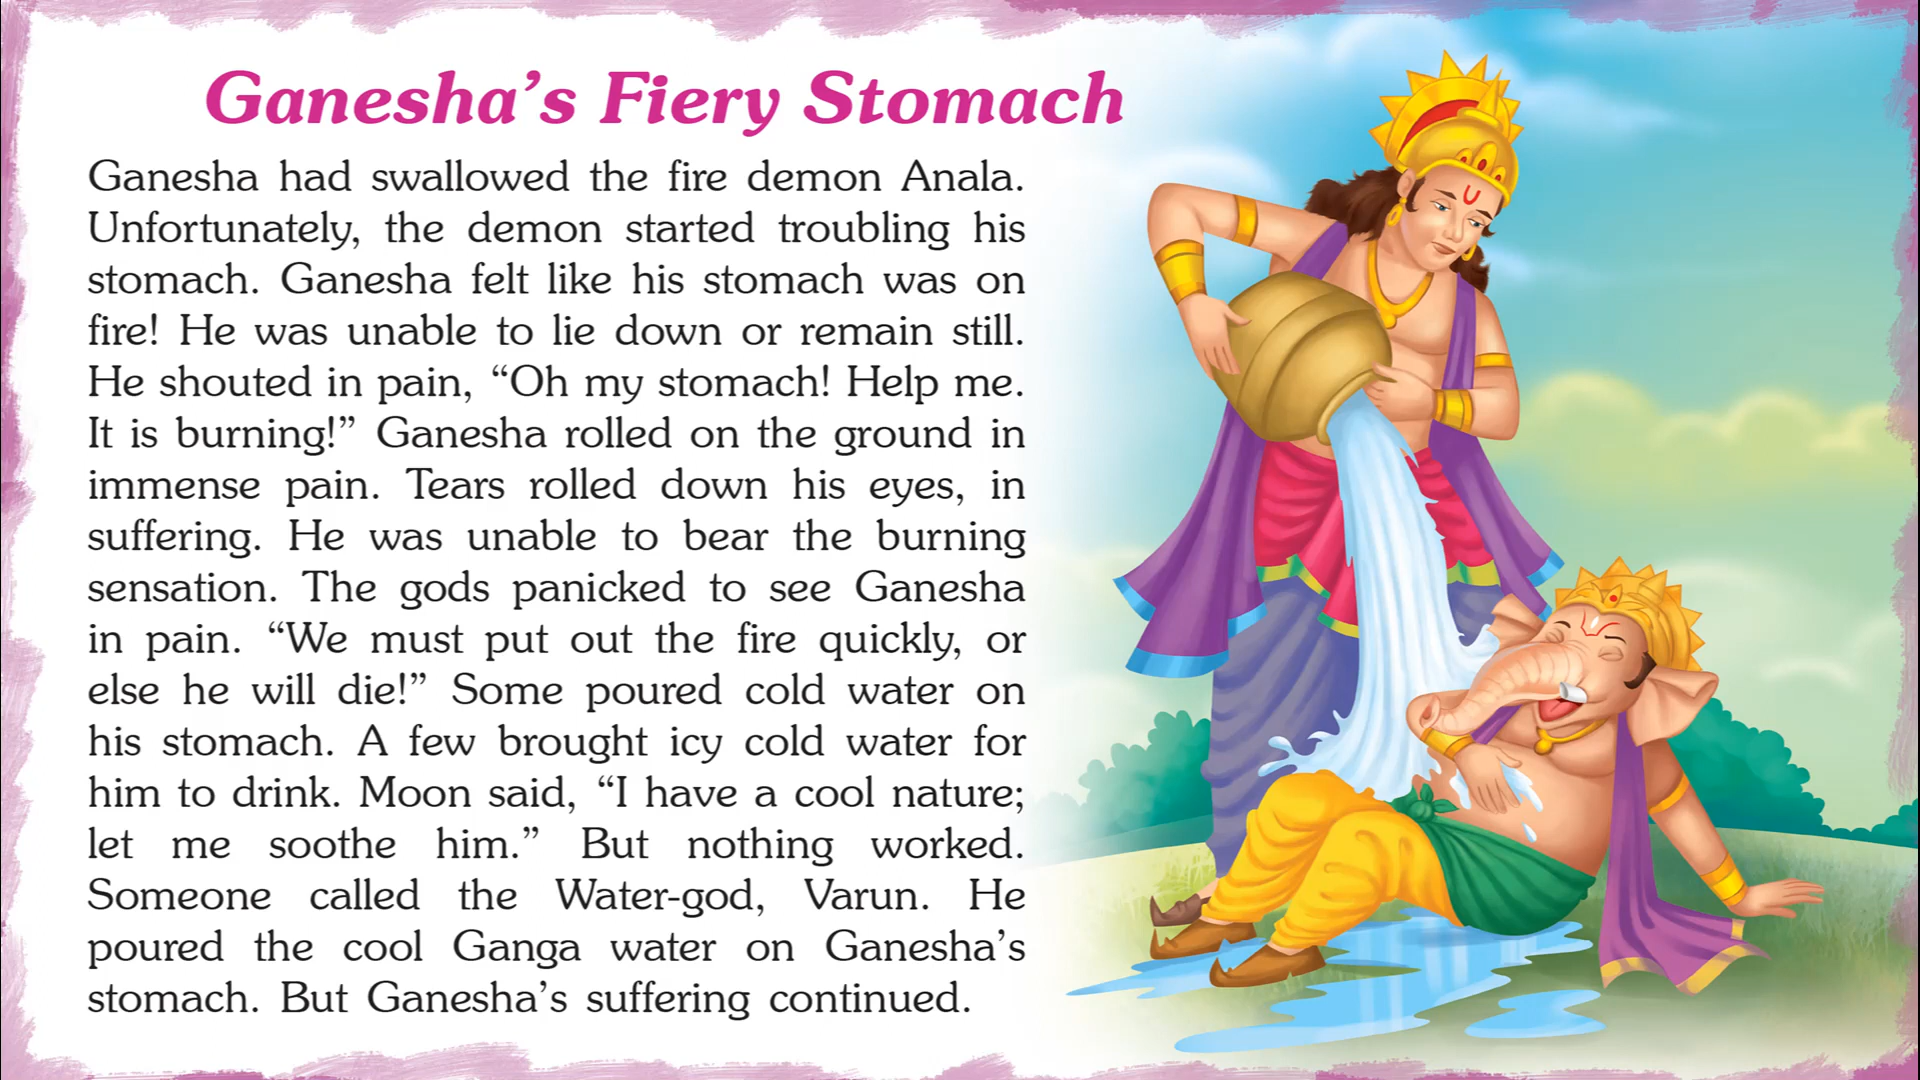 Ganesha’s Fiery Stomach
Ganesha had swallowed the fire demon Anala.
Unfortunately, the demon started troubling his
stomach. Ganesha felt like his stomach was on
fire! He was unable to lie down or remain still.
He shouted in pain, “Oh my stomach! Help me.
It is burning!” Ganesha rolled on the ground in
immense pain. Tears rolled down his eyes, in
suffering. He was unable to bear the burning
sensation. The gods panicked to see Ganesha
in pain. “We must put out the fire quickly, or
else he will die!” Some poured cold water on
his stomach. A few brought icy cold water for
him to drink. Moon said, “I have a cool nature;
let me soothe him.” But nothing worked.
Someone called the Water-god, Varun. He
poured the cool Ganga water on Ganesha’s
stomach. But Ganesha’s suffering continued.